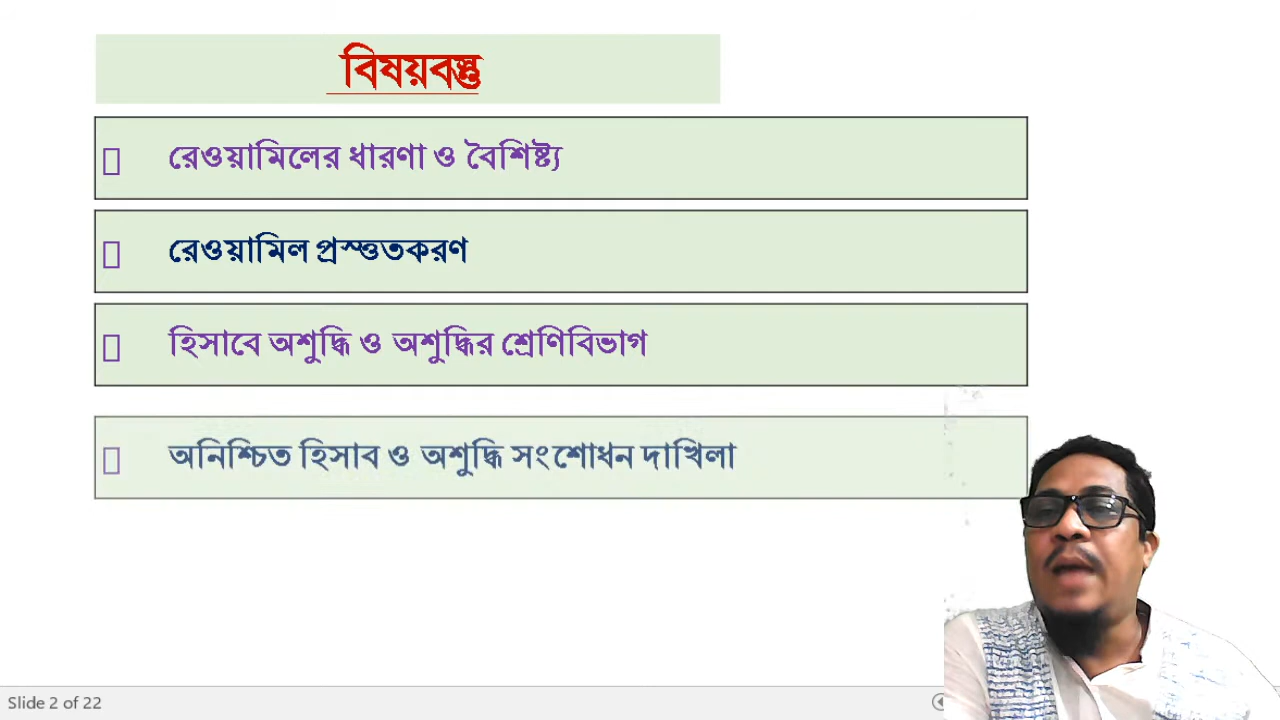 বিষয়বস্তু
রেওয়ামিলের ধারণা ও বৈশিষ্ট্য
রেওয়ামিল প্রস্তুতকরণ
হিসাবে অশুদ্ধি ও অশুদ্ধির শ্রেণিবিভাগ
অনিশ্চিত হিসাব ও অশুদ্ধি সংশোধন দাখিলা
Slide 2 of 22